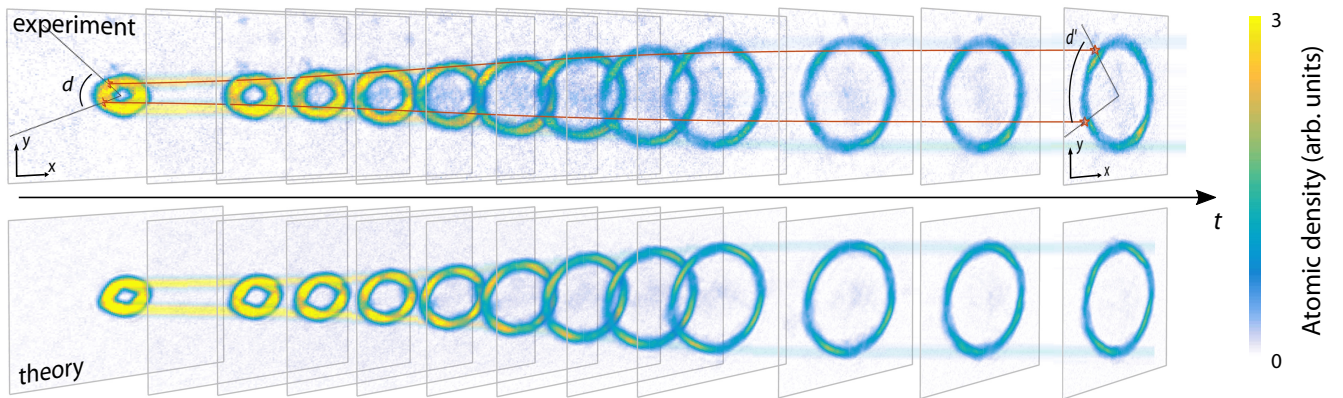 experiment
d
y
x
d'
y
x
t
theory
3
Atomic density (arb. units)
0